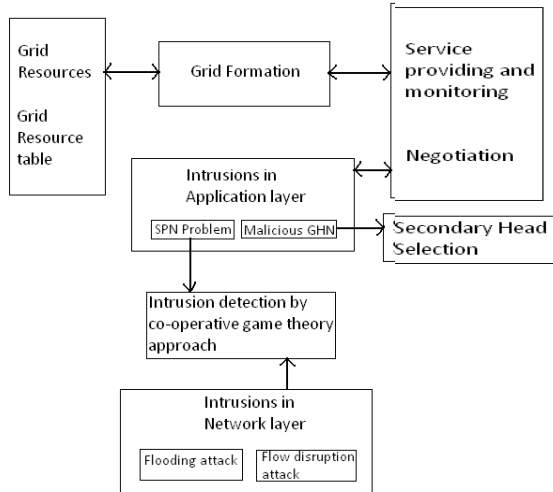 Grid
Resources
Grid
Resource
table
Grid Formation
Service
providing and
monitoring
Negotiation
Intrusions in
Application layer
SPN Problem
Malicious GHN
Secondary Head
Selection
Intrusion detection by
co-operative game theory
approach
Intrusions in
Network layer
Flooding attack
Flow disruption
attack